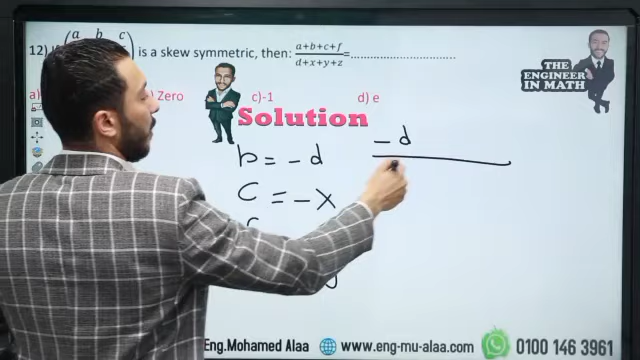 12)
a b c
is a skew symmetric, then: \frac{a+b+c+f}{d+x+y+z} =..............................
a) Zero c)-1 d) e
THE ENGINEER IN MATH
Solution
b = - d
- d
c = - x
Eng.Mohamed Alaa www.eng-mu-alaa.com 0100 146 3961